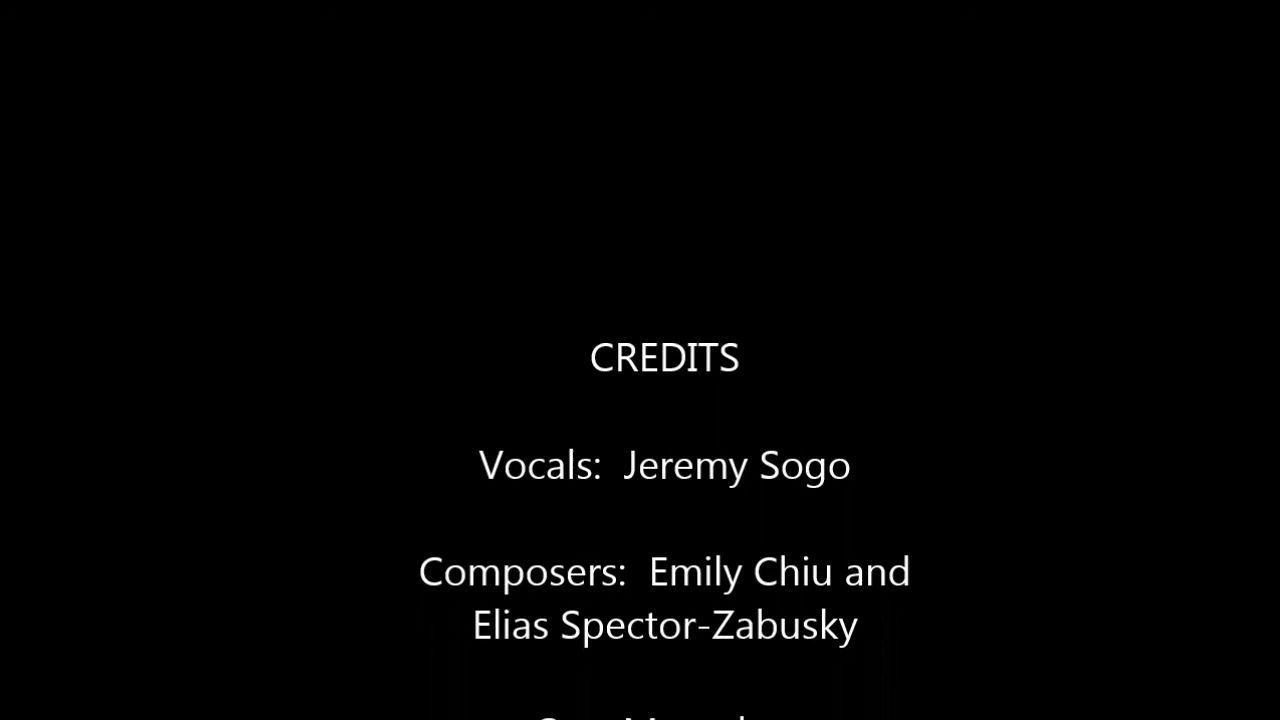 CREDITS
Vocals:  Jeremy Sogo
Composers:  Emily Chiu and
Elias Spector-Zabusky